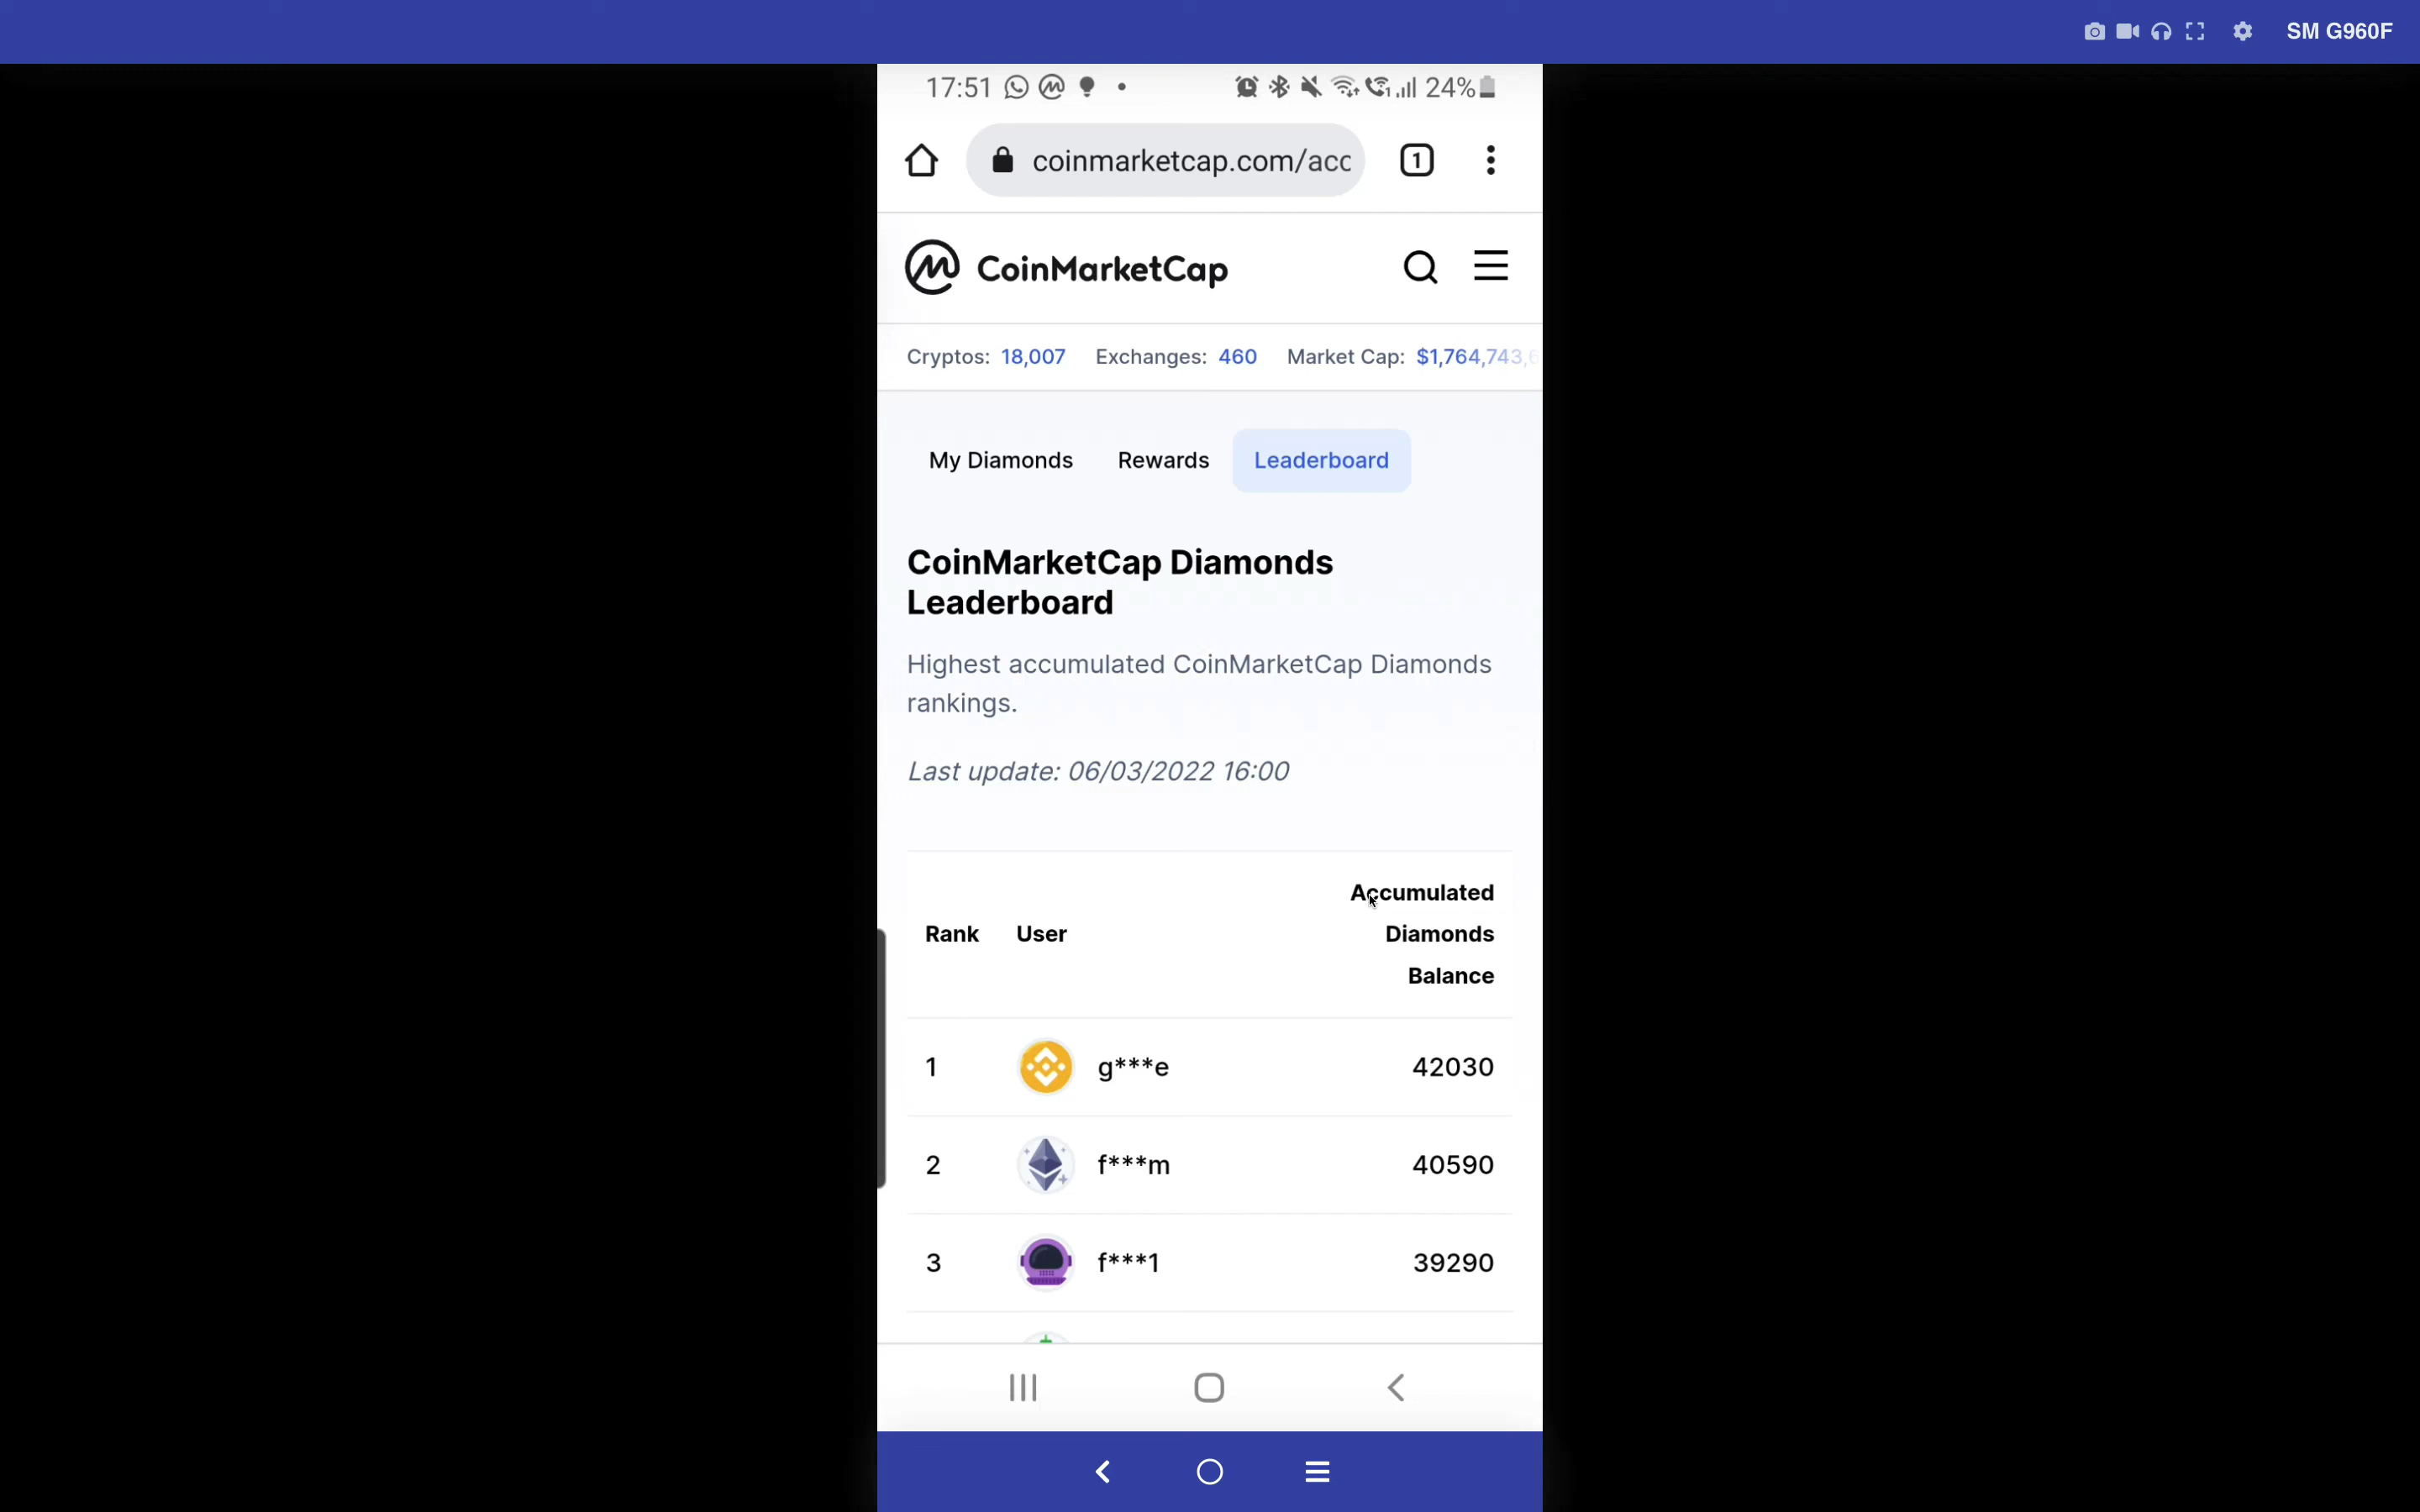 SM G960F
17:51 24%
coinmarketcap.com/acc 1
CoinMarketCap
Cryptos: 18,007 Exchanges: 460 Market Cap: $1,764,743,6
My Diamonds Rewards Leaderboard
CoinMarketCap Diamonds
Leaderboard
Highest accumulated CoinMarketCap Diamonds
rankings.
Last update: 06/03/2022 16:00
Rank User Accumulated
Diamonds
Balance
1 g***e 42030
2 f***m 40590
3 f***1 39290